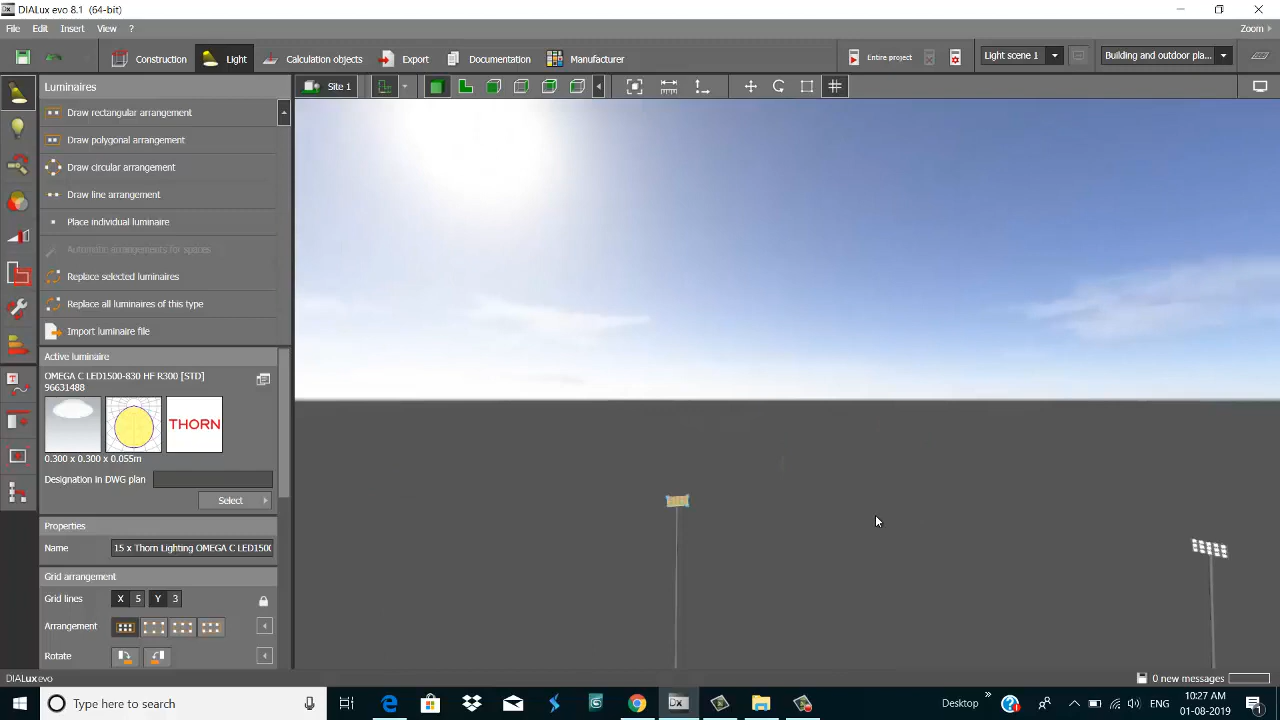 DIALux evo 8.1 (64-bit)
File Edit Insert View ?
Zoom
Construction Light Calculation objects Export Documentation Manufacturer Entire project Light scene 1 Building and outdoor pla...
Luminaires
Site 1
Draw rectangular arrangement
Draw polygonal arrangement
Draw circular arrangement
Draw line arrangement
Place individual luminaire
Automatic arrangements for spaces
Replace selected luminaires
Replace all luminaires of this type
Import luminaire file
Active luminaire
OMEGA C LED1500-830 HF R300 [STD]
96631488
THORN
0.300 x 0.300 x 0.055m
Designation in DWG plan
Select
Properties
Name 15 x Thorn Lighting OMEGA C LED1500
Grid arrangement
Grid lines X 5 Y 3
Arrangement
Rotate
DIALux evo
0 new messages
Type here to search
Desktop
ENG
10:27 AM
01-08-2019